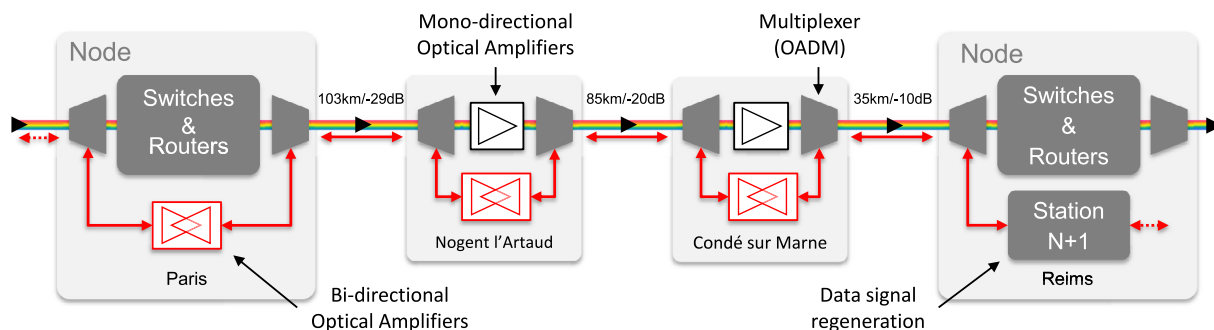 Mono-directional
Optical Amplifiers
Multiplexer
(OADM)
Node
Switches
&
Routers
103km/-29dB
85km/-20dB
35km/-10dB
Node
Switches
&
Routers
Station
N+1
Paris
Nogent l’Artaud
Condé sur Marne
Reims
Bi-directional
Optical Amplifiers
Data signal
regeneration